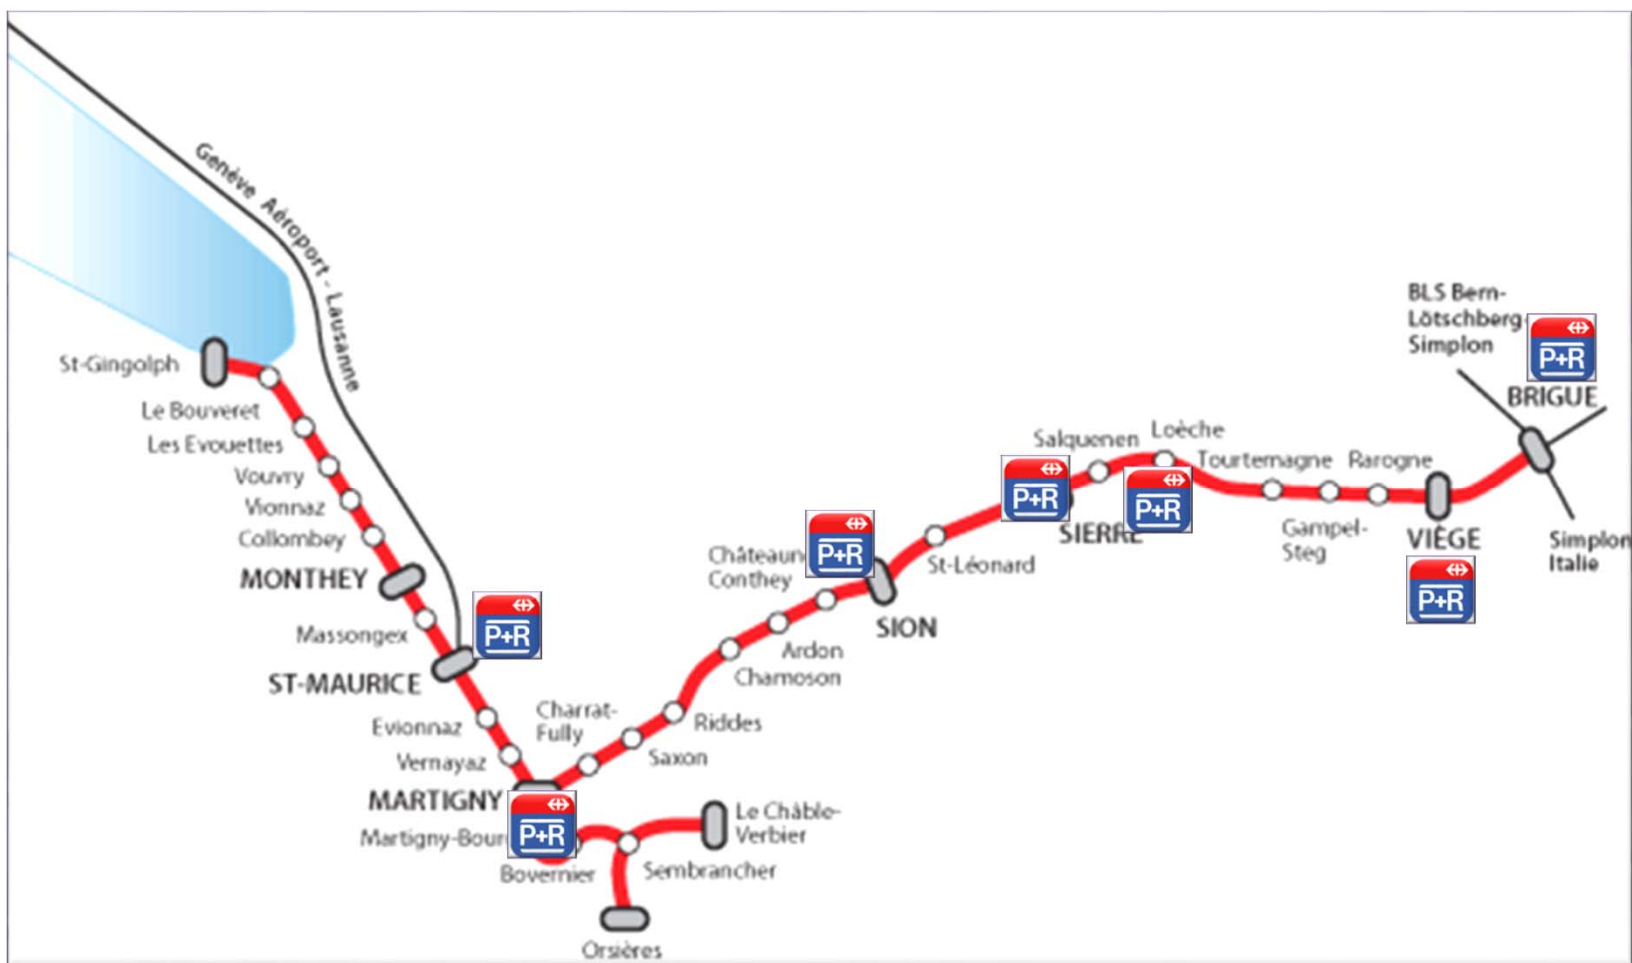 Genève Aéroport - Lausanne
St-Gingolph
Le Bouveret
Les Evouettes
Vouvry
Vionnaz
Collombey
MONTHEY
Massongex
ST-MAURICE
P+R
Evionnaz
Vernayaz
MARTIGNY
P+R
Martigny-Bour
Bovernier
Sembrancher
Le Châble-
Verbier
Orsières
Charrat-
Fully
Saxon
Riddes
Chamoson
Ardon
Châteaun
Conthey
P+R
SION
St-Léonard
P+R
SIERRE
Salquenen
Loèche
P+R
Tourtemagne
Gampel-
Steg
Rarogne
VIÈGE
P+R
BLS Bern-
Lötschberg-
Simplon
P+R
BRIGUE
Simplon
Italie